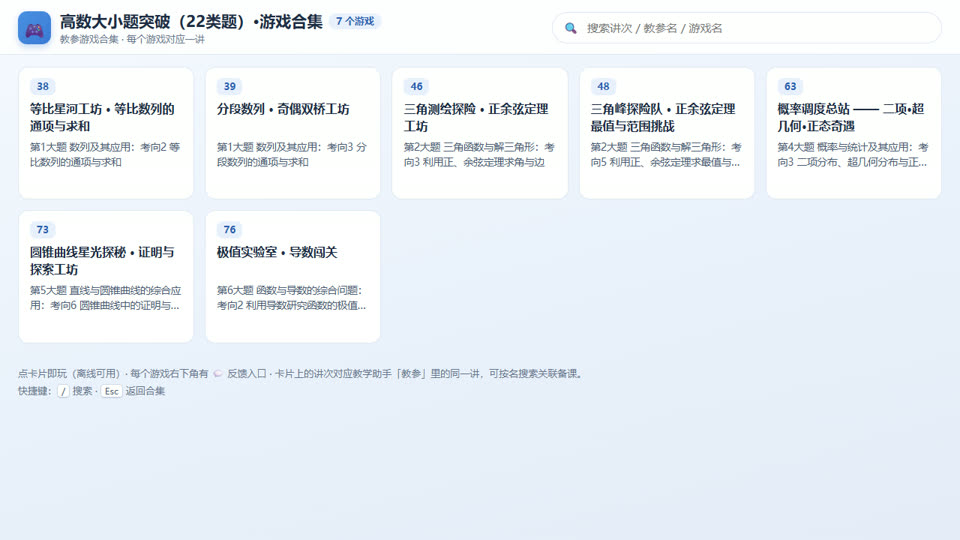 高数大小题突破（22类题）•游戏合集 7 个游戏
教参游戏合集 · 每个游戏对应一讲
搜索讲次 / 教参名 / 游戏名
38
等比星河工坊 • 等比数列的
通项与求和
第1大题 数列及其应用：考向2 等
比数列的通项与求和
39
分段数列 • 奇偶双桥工坊
第1大题 数列及其应用：考向3 分
段数列的通项与求和
46
三角测绘探险 • 正余弦定理
工坊
第2大题 三角函数与解三角形：考
向3 利用正、余弦定理求角与边
48
三角峰探险队 • 正余弦定理
最值与范围挑战
第2大题 三角函数与解三角形：考
向5 利用正、余弦定理求最值与...
63
概率调度总站 —— 二项•超
几何•正态奇遇
第4大题 概率与统计及其应用：考
向3 二项分布、超几何分布与正...
73
圆锥曲线星光探秘 • 证明与
探索工坊
第5大题 直线与圆锥曲线的综合应
用：考向6 圆锥曲线中的证明与...
76
极值实验室 • 导数闯关
第6大题 函数与导数的综合问题：
考向2 利用导数研究函数的极值...
点卡片即玩（离线可用）· 每个游戏右下角有 反馈入口 · 卡片上的讲次对应教学助手「教参」里的同一讲，可按名搜索关联备课。
快捷键： / 搜索 · Esc 返回合集